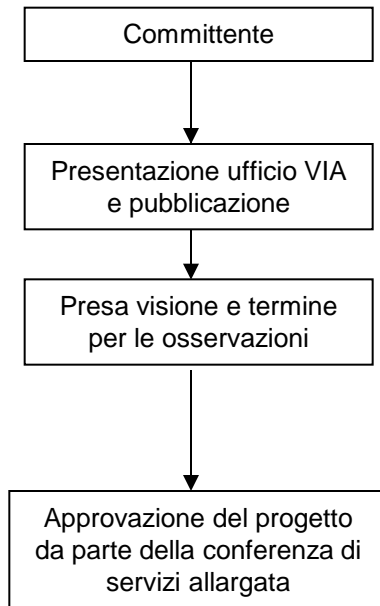 Committente
Presentazione ufficio VIA
e pubblicazione
Presa visione e termine
per le osservazioni
Approvazione del progetto
da parte della conferenza di
servizi allargata